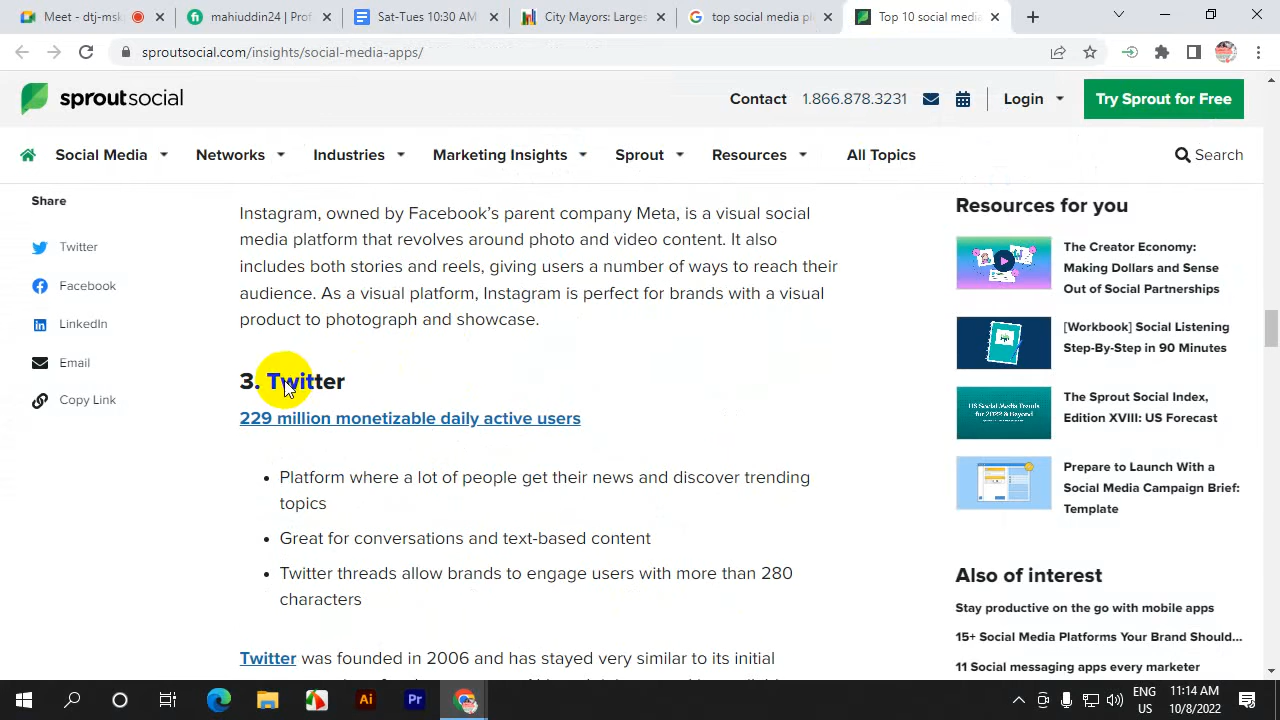 Meet - dtj-msk
mahiuddin24 | Prof
Sat-Tues 10:30 AM
City Mayors: Larges
top social media pl
Top 10 social media
sproutsocial.com/insights/social-media-apps/
sproutsocial
Contact 1.866.878.3231 Login Try Sprout for Free
Social Media Networks Industries Marketing Insights Sprout Resources All Topics Search
Share
Twitter
Facebook
LinkedIn
Email
Copy Link
Instagram, owned by Facebook’s parent company Meta, is a visual social
media platform that revolves around photo and video content. It also
includes both stories and reels, giving users a number of ways to reach their
audience. As a visual platform, Instagram is perfect for brands with a visual
product to photograph and showcase.
3. Twitter
229 million monetizable daily active users
Platform where a lot of people get their news and discover trending
topics
Great for conversations and text-based content
Twitter threads allow brands to engage users with more than 280
characters
Twitter was founded in 2006 and has stayed very similar to its initial
Resources for you
The Creator Economy:
Making Dollars and Sense
Out of Social Partnerships
[Workbook] Social Listening
Step-By-Step in 90 Minutes
The Sprout Social Index,
Edition XVIII: US Forecast
Prepare to Launch With a
Social Media Campaign Brief:
Template
Also of interest
Stay productive on the go with mobile apps
15+ Social Media Platforms Your Brand Should...
11 Social messaging apps every marketer
Ai
Pr
ENG
US
11:14 AM
10/8/2022